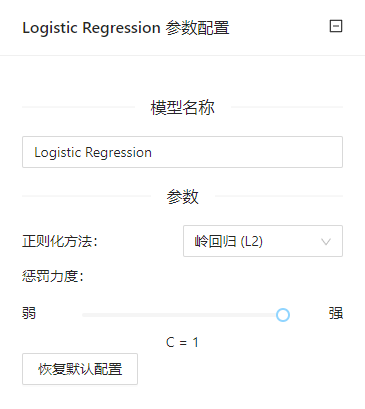 Logistic Regression 参数配置
模型名称
Logistic Regression
参数
正则化方法：
岭回归 (L2)
惩罚力度：
弱
强
C = 1
恢复默认配置